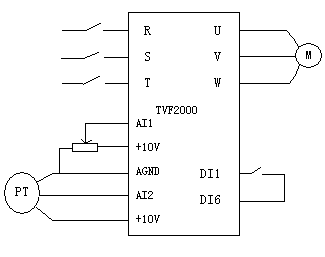 R U
S V M
T W
TVF2000
AI1
+10V
AGND DI1
PT AI2 DI6
+10V